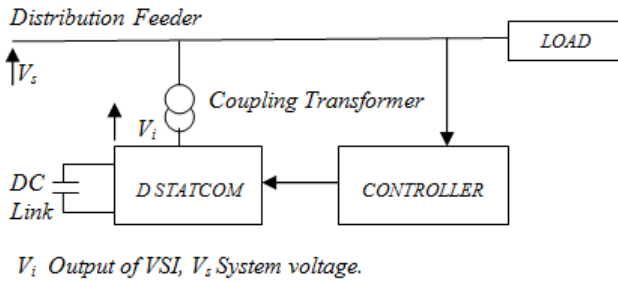 Distribution Feeder
LOAD
Vs
Coupling Transformer
Vi
DC
Link
D STATCOM
CONTROLLER
Vi Output of VSI, Vs System voltage.